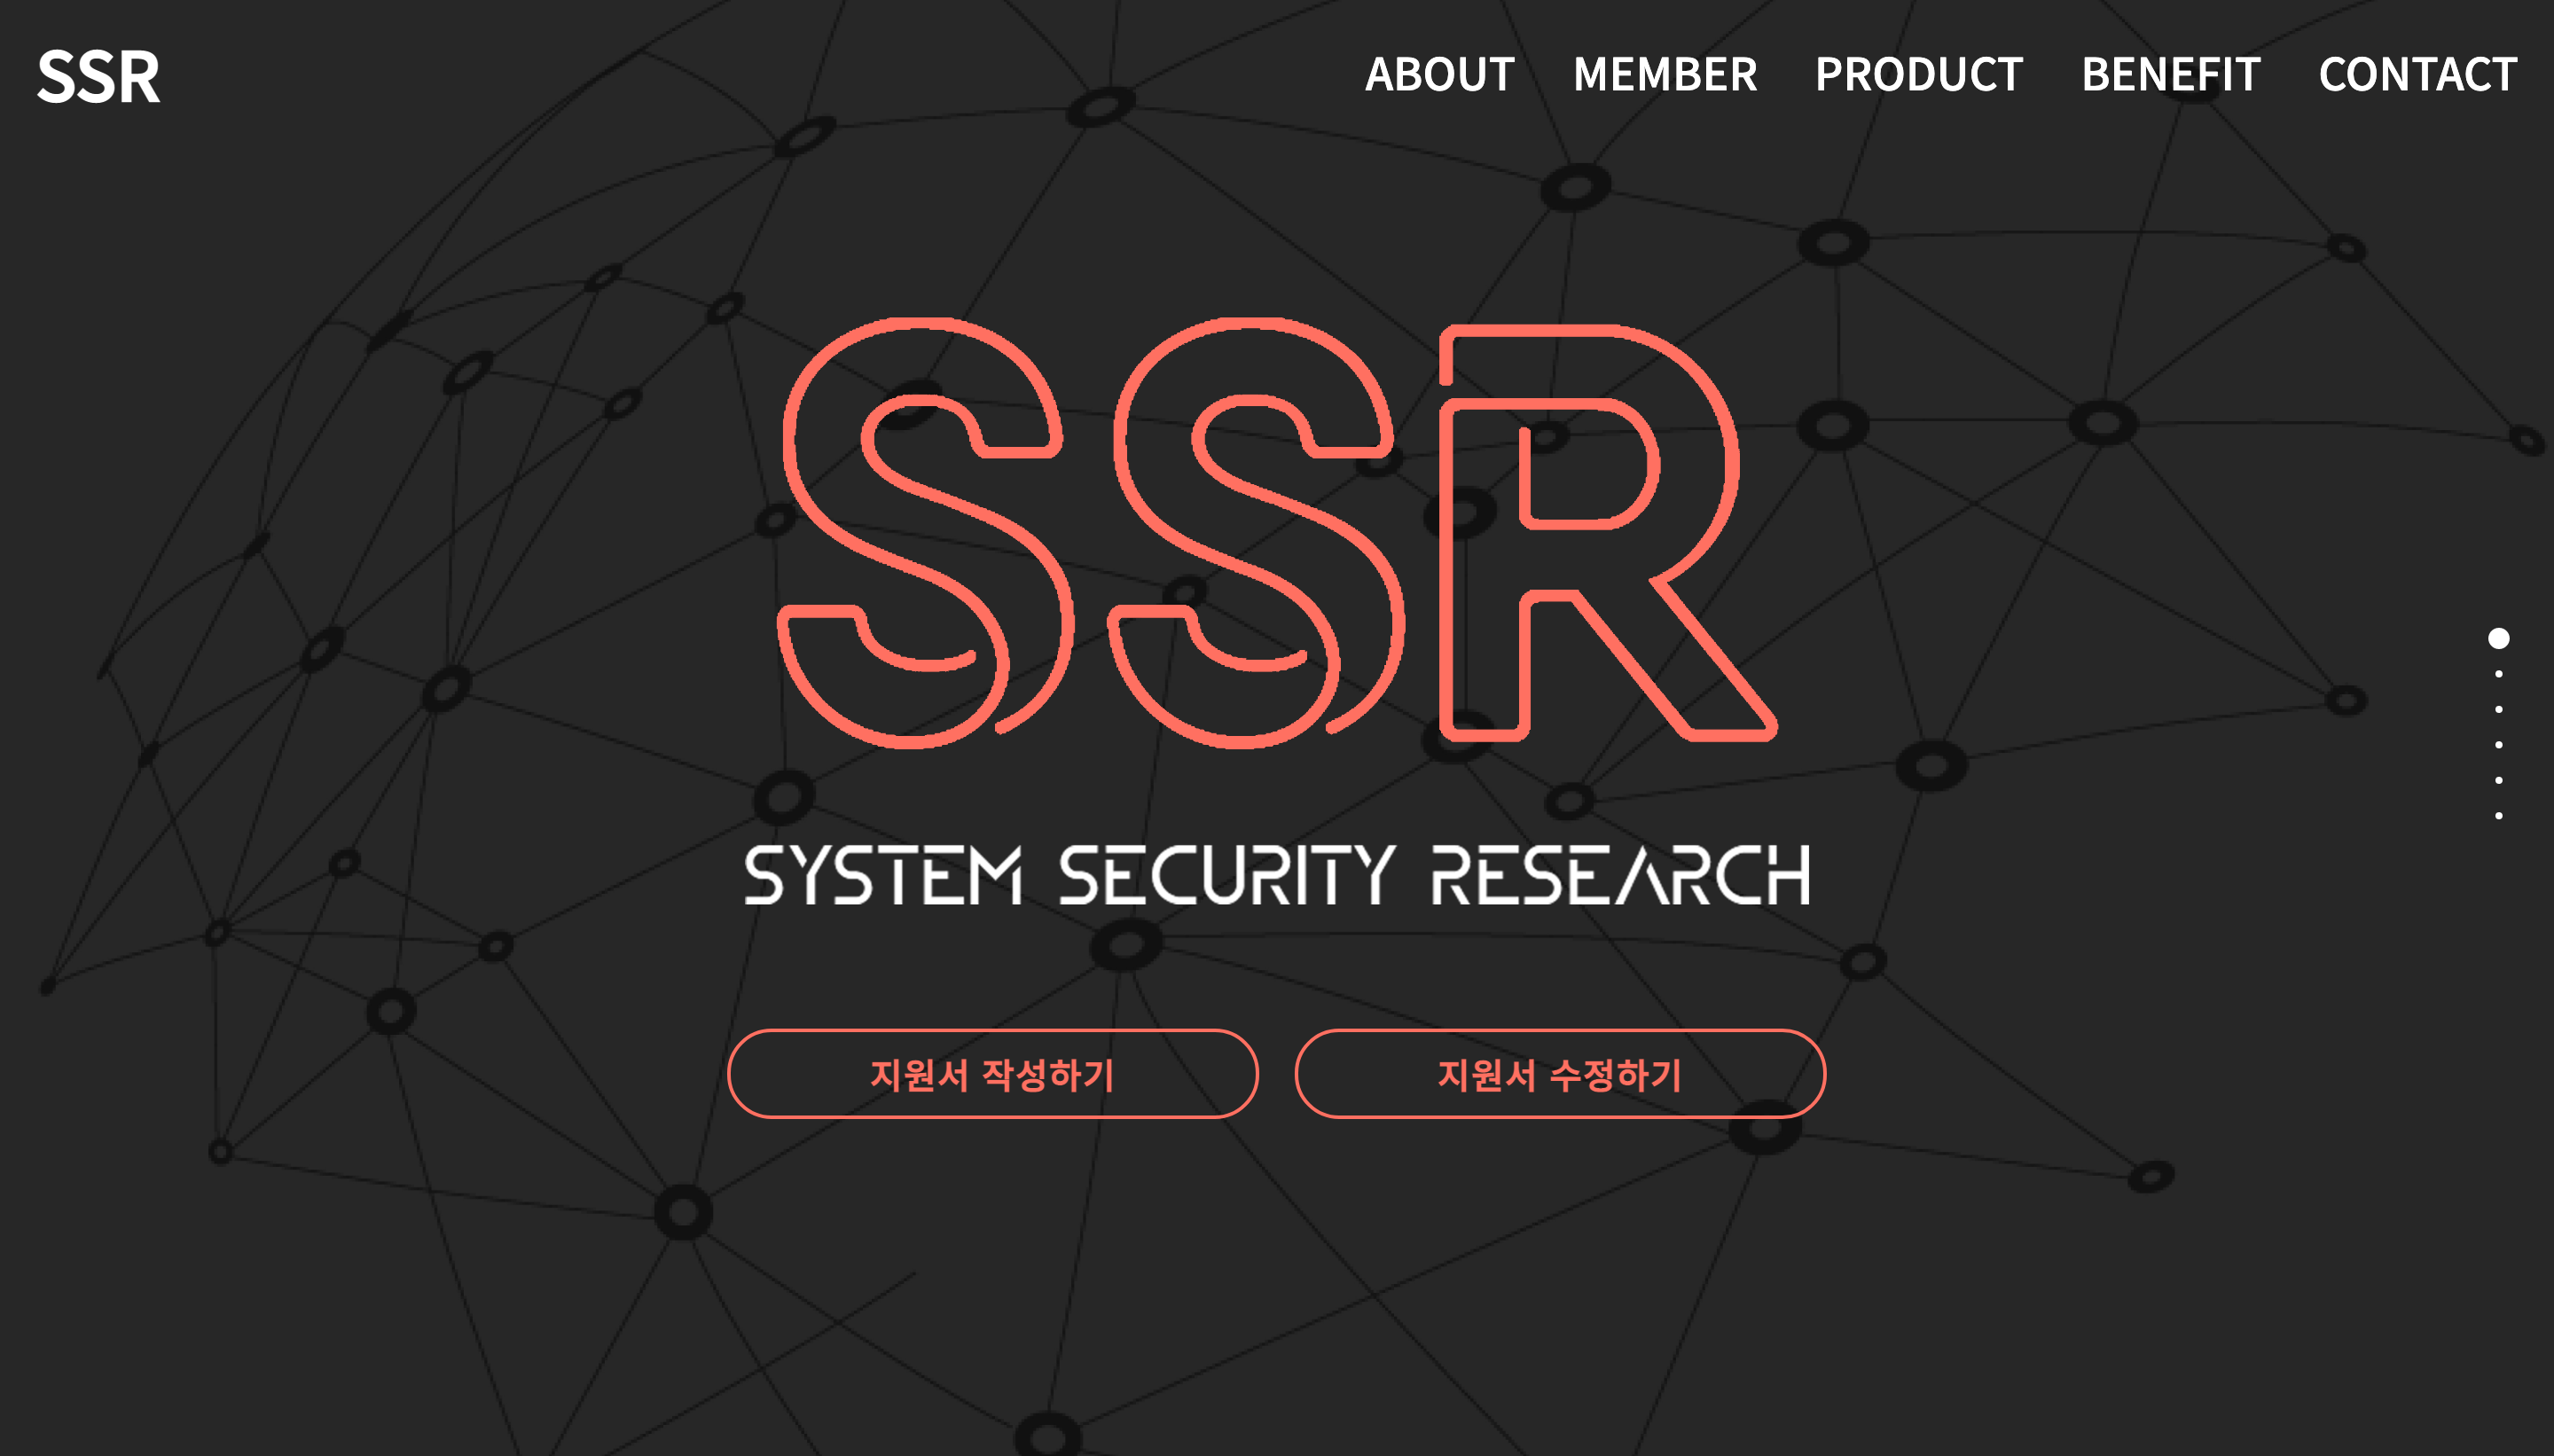 SSR
ABOUT MEMBER PRODUCT BENEFIT CONTACT
SSR
SYSTEM SECURITY RESEARCH
지원서 작성하기
지원서 수정하기